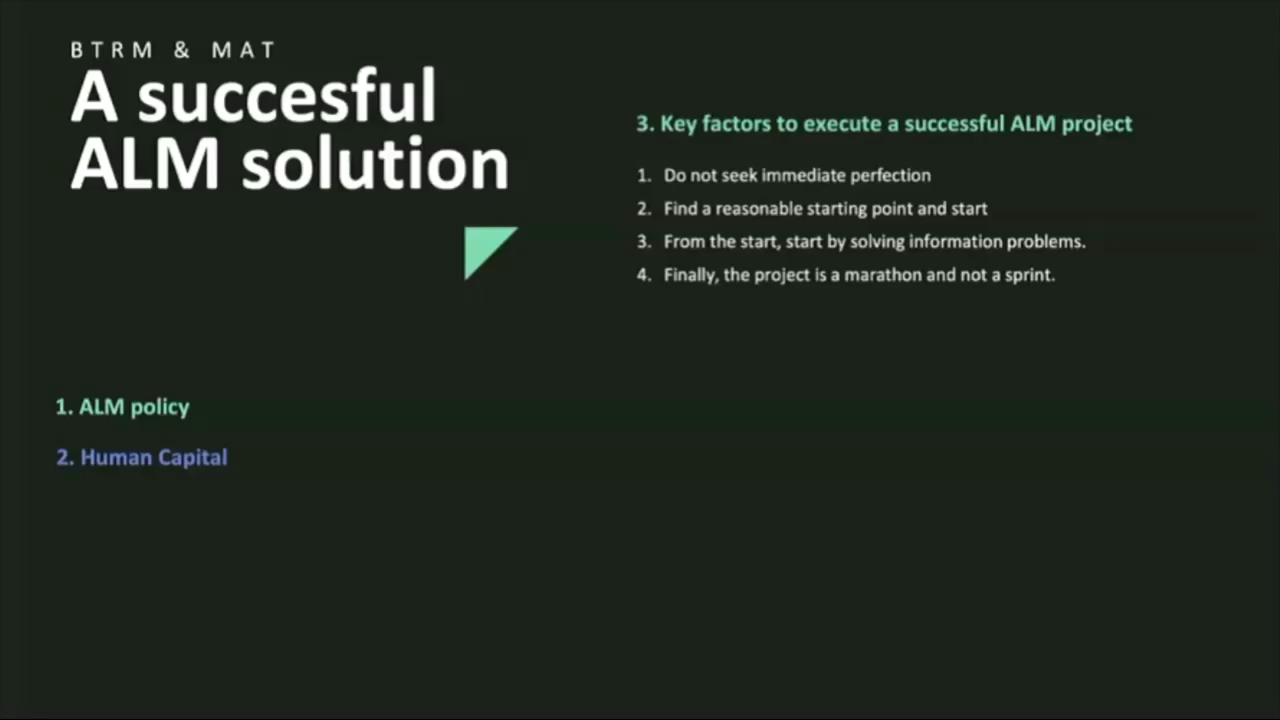 BTRM & MAT
A succesful
ALM solution
3. Key factors to execute a successful ALM project
1. Do not seek immediate perfection
2. Find a reasonable starting point and start
3. From the start, start by solving information problems.
4. Finally, the project is a marathon and not a sprint.
1. ALM policy
2. Human Capital